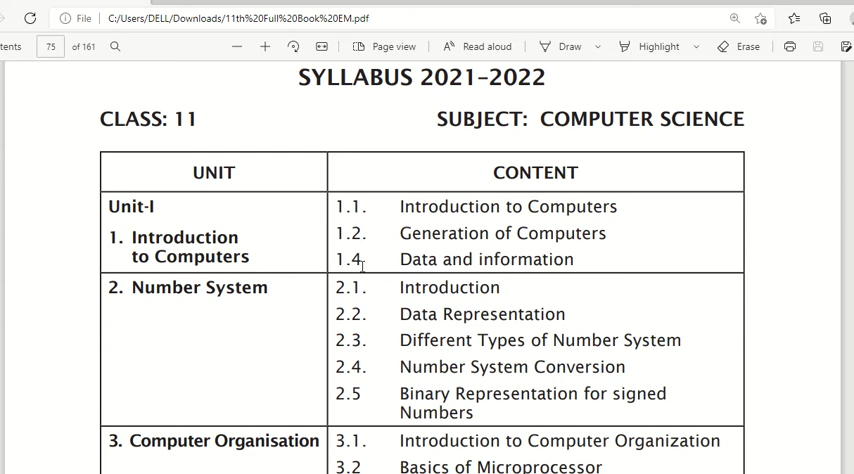 File C:/Users/DELL/Downloads/11th%20Full%20Book%20EM.pdf
tents 75 of 161 Page view Read aloud Draw Highlight Erase
SYLLABUS 2021–2022
CLASS: 11 SUBJECT: COMPUTER SCIENCE
UNIT CONTENT
Unit-I
1. Introduction
to Computers
1.1. Introduction to Computers
1.2. Generation of Computers
1.4. Data and information
2. Number System
2.1. Introduction
2.2. Data Representation
2.3. Different Types of Number System
2.4. Number System Conversion
2.5 Binary Representation for signed
Numbers
3. Computer Organisation
3.1. Introduction to Computer Organization
3.2 Basics of Microprocessor